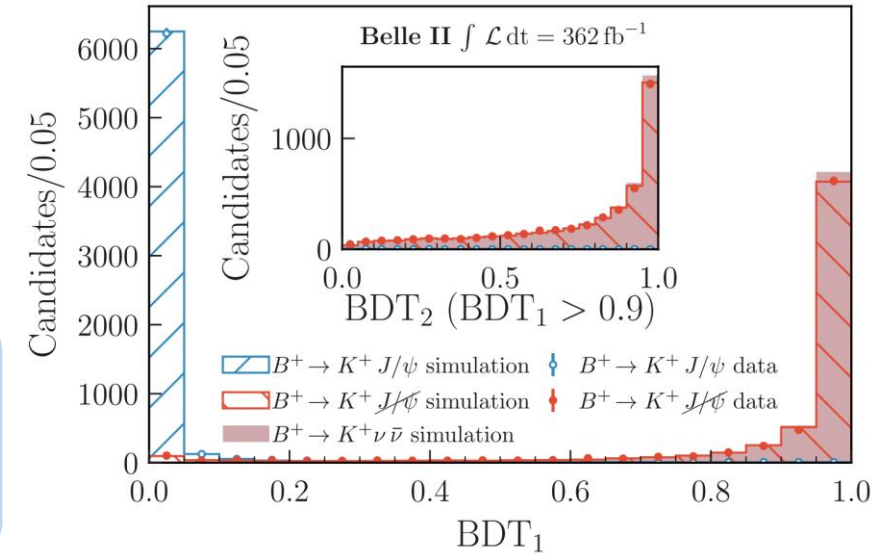 Belle II ∫ ℒ dt = 362 fb⁻¹
Candidates/0.05
6000
5000
4000
3000
2000
1000
0
Candidates/0.05
1000
0
0.0 0.5 1.0
BDT₂ (BDT₁ > 0.9)
B⁺ → K⁺ J/ψ simulation B⁺ → K⁺ J/ψ data
B⁺ → K⁺ J/ψ simulation B⁺ → K⁺ J/ψ data
B⁺ → K⁺ ν ν̄ simulation
0.0 0.2 0.4 0.6 0.8 1.0
BDT₁